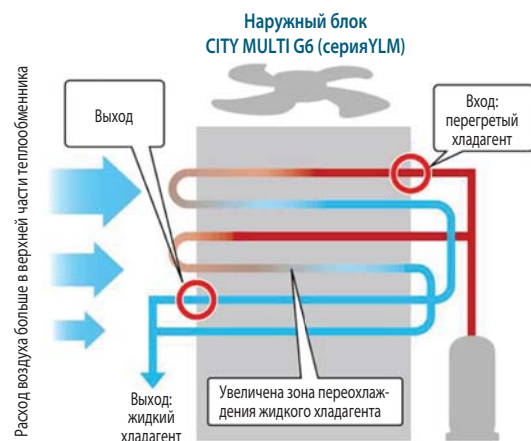 Наружный блок
CITY MULTI G6 (серияYLM)
Расход воздуха больше в верхней части теплообменника
Выход
Вход:
перегретый
хладагент
Выход:
жидкий
хладагент
Увеличена зона переохлаж-
дения жидкого хладагента